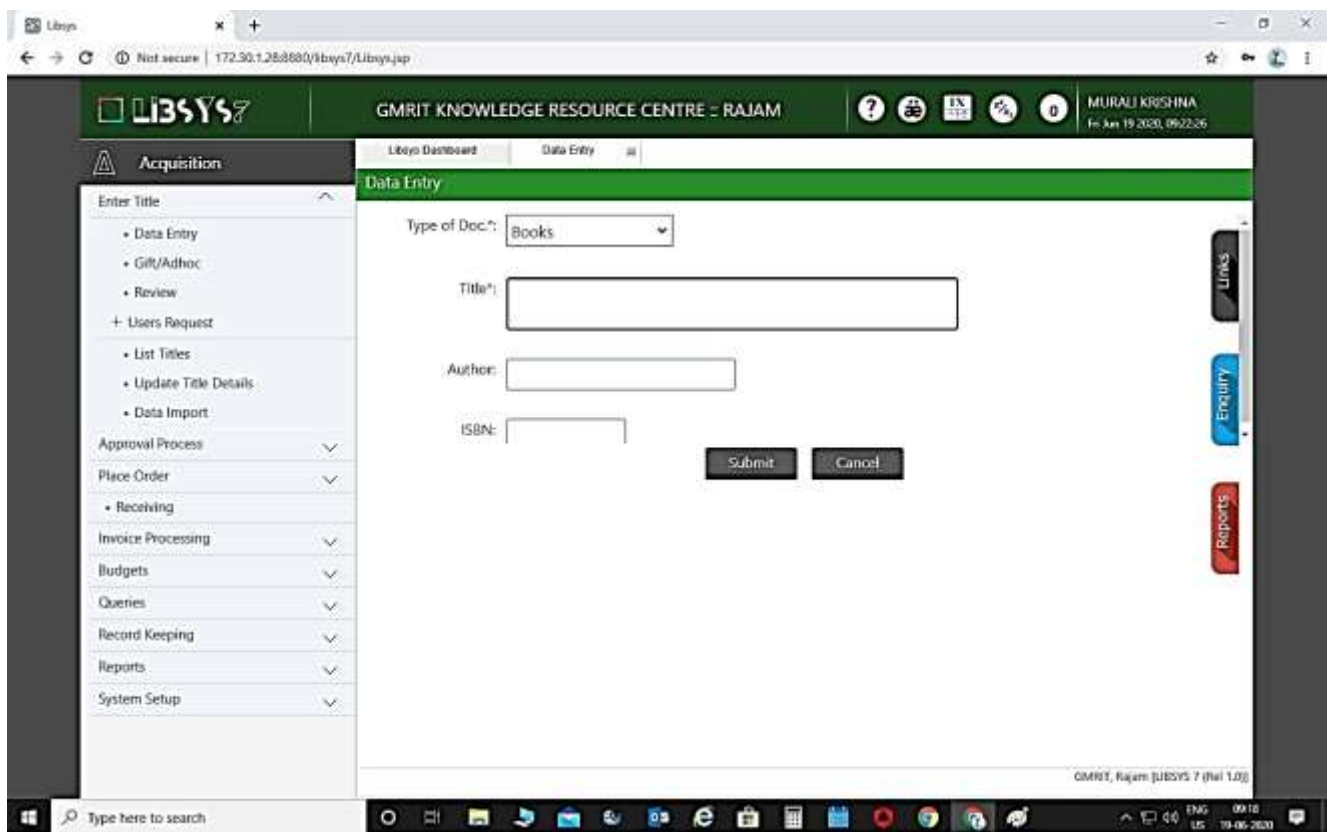 Libsys
Not secure | 172.30.1.28:8880/libsys7/Libsys.jsp
LiBSYS7
GMRIT KNOWLEDGE RESOURCE CENTRE :: RAJAM
?
0
MURALI KRISHNA
Fri Jun 19 2020, 09:22:26
Acquisition
Libsys Dashboard
Data Entry
Data Entry
Enter Title
• Data Entry
• Gift/Adhoc
• Review
+ Users Request
• List Titles
• Update Title Details
• Data Import
Approval Process
Place Order
• Receiving
Invoice Processing
Budgets
Queries
Record Keeping
Reports
System Setup
Type of Doc.*:
Books
Title*:
Author:
ISBN:
Submit
Cancel
Links
Enquiry
Reports
GMRIT, Rajam [LIBSYS 7 (Rel 1.0)]
Type here to search
ENG
US
09:18
19-06-2020